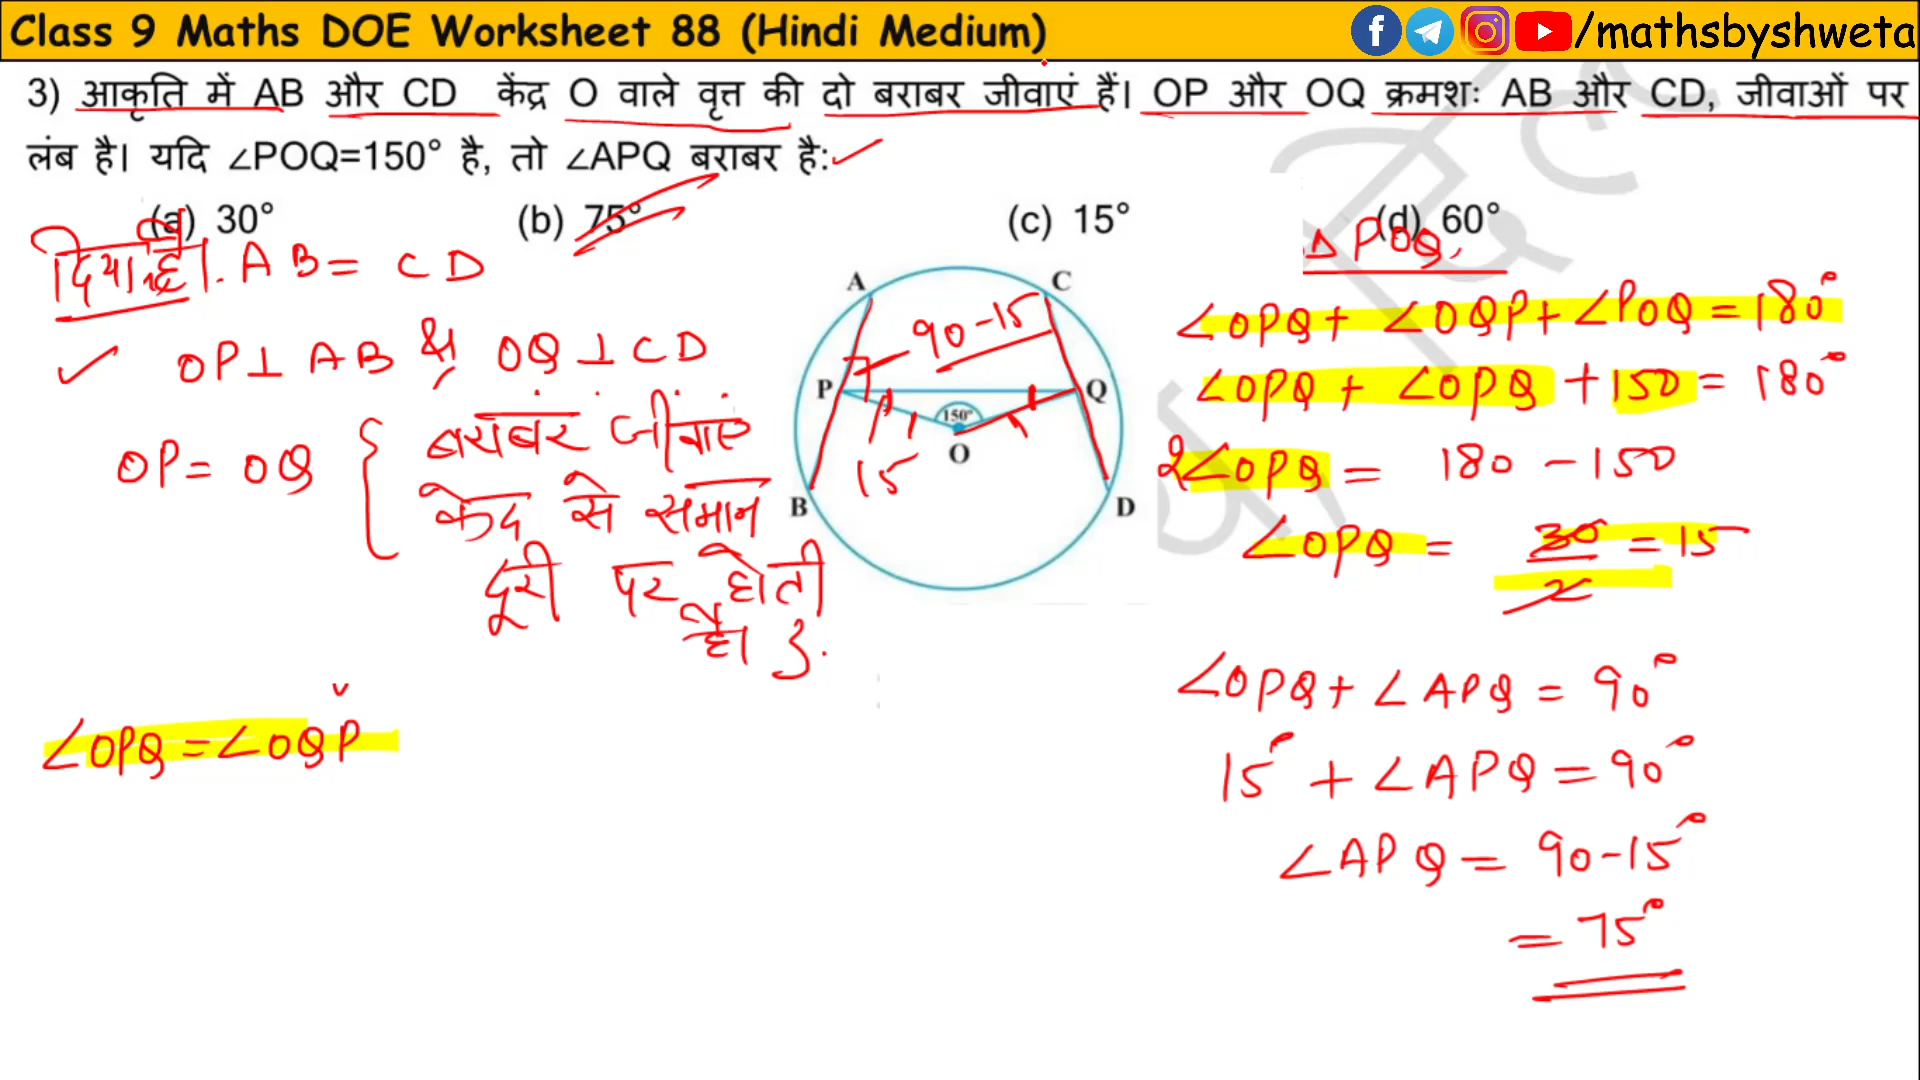 Class 9 Maths DOE Worksheet 88 (Hindi Medium)
/mathsbyshweta
3) आकृति में AB और CD केंद्र O वाले वृत्त की दो बराबर जीवाएं हैं। OP और OQ क्रमशः AB और CD, जीवाओं पर
लंब है। यदि ∠POQ=150° है, तो ∠APQ बराबर है:
(a) 30° (b) 75° (c) 15° (d) 60°
दिया है। AB = CD
OP⊥AB & OQ⊥CD
OP = OQ { बराबर जीवाएं
केंद्र से समान
दूरी पर होती
है। }
∠OPQ = ∠OQP
A
C
90-15
P
Q
150°
O
15
B
D
Δ POQ,
∠OPQ + ∠OQP + ∠POQ = 180°
∠OPQ + ∠OPQ + 150 = 180°
2∠OPQ = 180 - 150
∠OPQ = 30/2 = 15
∠OPQ + ∠APQ = 90°
15° + ∠APQ = 90°
∠APQ = 90-15°
= 75°